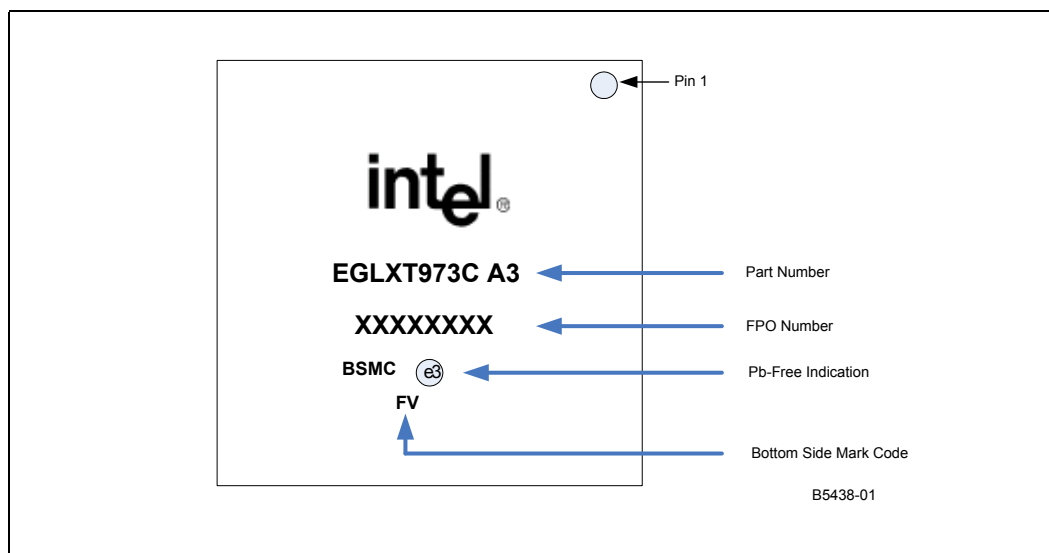 Pin 1
intel®
EGLXT973C A3
Part Number
XXXXXXXX
FPO Number
BSMC
e3
Pb-Free Indication
FV
Bottom Side Mark Code
B5438-01